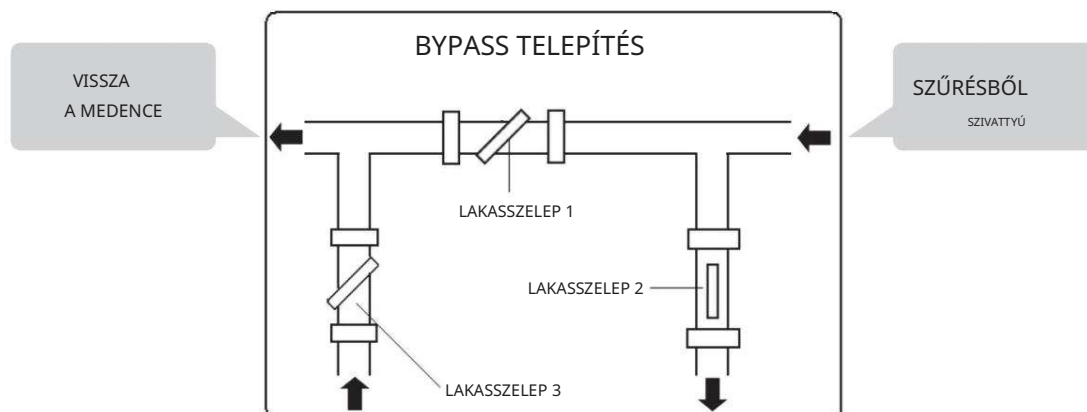 BYPASS TELEPÍTÉS
VISSZA
A MEDENCE
SZŰRÉSBŐL
SZIVATTYÚ
LAKASSZELEP 1
LAKASSZELEP 2
LAKASSZELEP 3